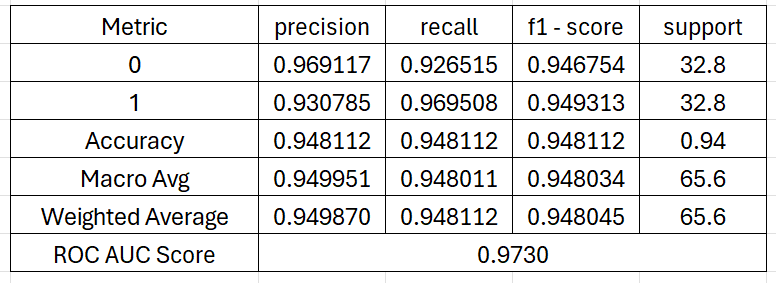 Metric precision recall f1 - score support
0 0.969117 0.926515 0.946754 32.8
1 0.930785 0.969508 0.949313 32.8
Accuracy 0.948112 0.948112 0.948112 0.94
Macro Avg 0.949951 0.948011 0.948034 65.6
Weighted Average 0.949870 0.948112 0.948045 65.6
ROC AUC Score 0.9730